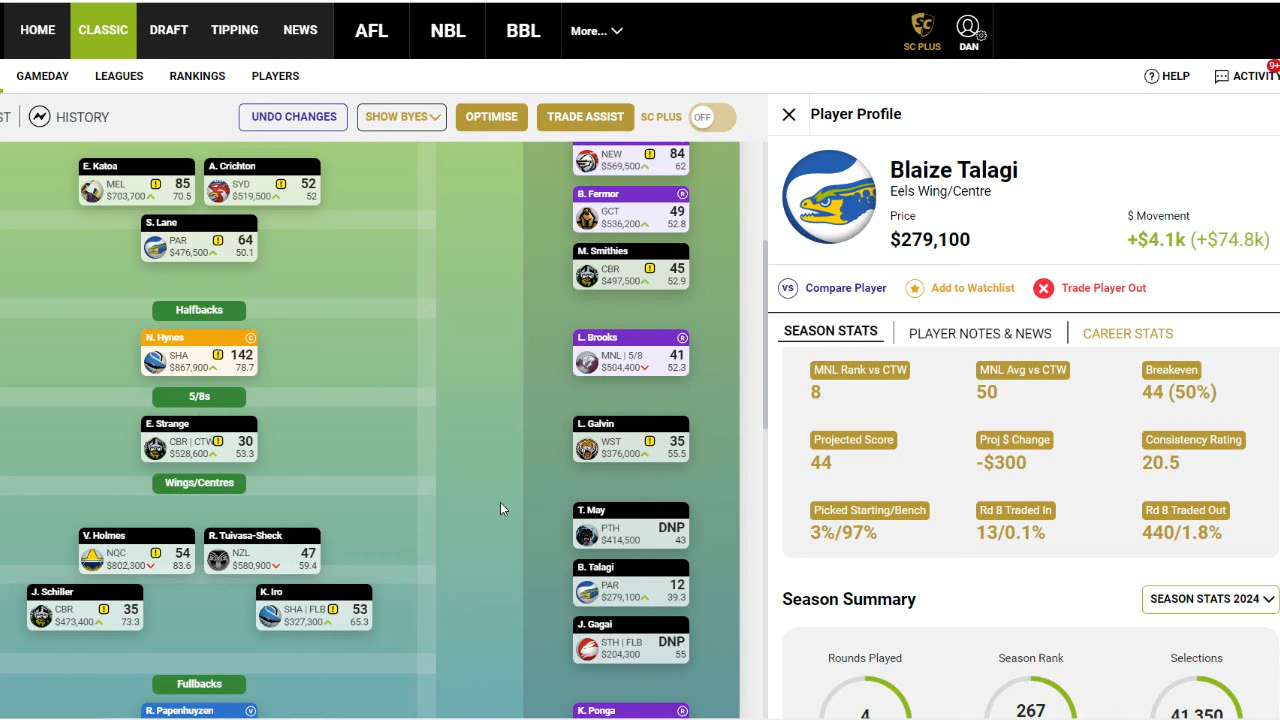 HOME CLASSIC DRAFT TIPPING NEWS AFL NBL BBL More... SC PLUS DAN
GAMEDAY LEAGUES RANKINGS PLAYERS ? HELP ACTIVITY 9+
ST HISTORY UNDO CHANGES SHOW BYES OPTIMISE TRADE ASSIST SC PLUS OFF
E. Katoa
MEL ! 85
$703,700 70.5
A. Crichton
SYD ! 52
$519,500 52
S. Lane
PAR ! 64
$476,500 50.1
Halfbacks
N. Hynes C
SHA ! 142
$867,900 78.7
5/8s
E. Strange
CBR | CTW ! 30
$528,600 53.3
Wings/Centres
V. Holmes
NQC ! 54
$802,300 83.6
R. Tuivasa-Sheck
NZL 47
$580,900 59.4
J. Schiller
CBR ! 35
$473,400 73.3
K. Iro
SHA | FLB ! 53
$327,300 65.3
Fullbacks
R. Papenhuyzen V
NEW ! 84
$569,500 62
B. Fermor R
GCT 49
$536,200 52.8
M. Smithies
CBR ! 45
$497,500 52.9
L. Brooks R
MNL | 5/8 41
$504,400 52.3
L. Galvin
WST ! 35
$376,000 55.5
T. May
PTH DNP
$414,500 43
B. Talagi
PAR 12
$279,100 39.3
J. Gagai
STH | FLB DNP
$204,300 55
K. Ponga R
Player Profile
Blaize Talagi
Eels Wing/Centre
Price $ Movement
$279,100 +$4.1k (+$74.8k)
VS Compare Player Add to Watchlist Trade Player Out
SEASON STATS PLAYER NOTES & NEWS CAREER STATS
MNL Rank vs CTW MNL Avg vs CTW Breakeven
8 50 44 (50%)
Projected Score Proj $ Change Consistency Rating
44 -$300 20.5
Picked Starting/Bench Rd 8 Traded In Rd 8 Traded Out
3%/97% 13/0.1% 440/1.8%
Season Summary SEASON STATS 2024
Rounds Played Season Rank Selections
4 267 41,350